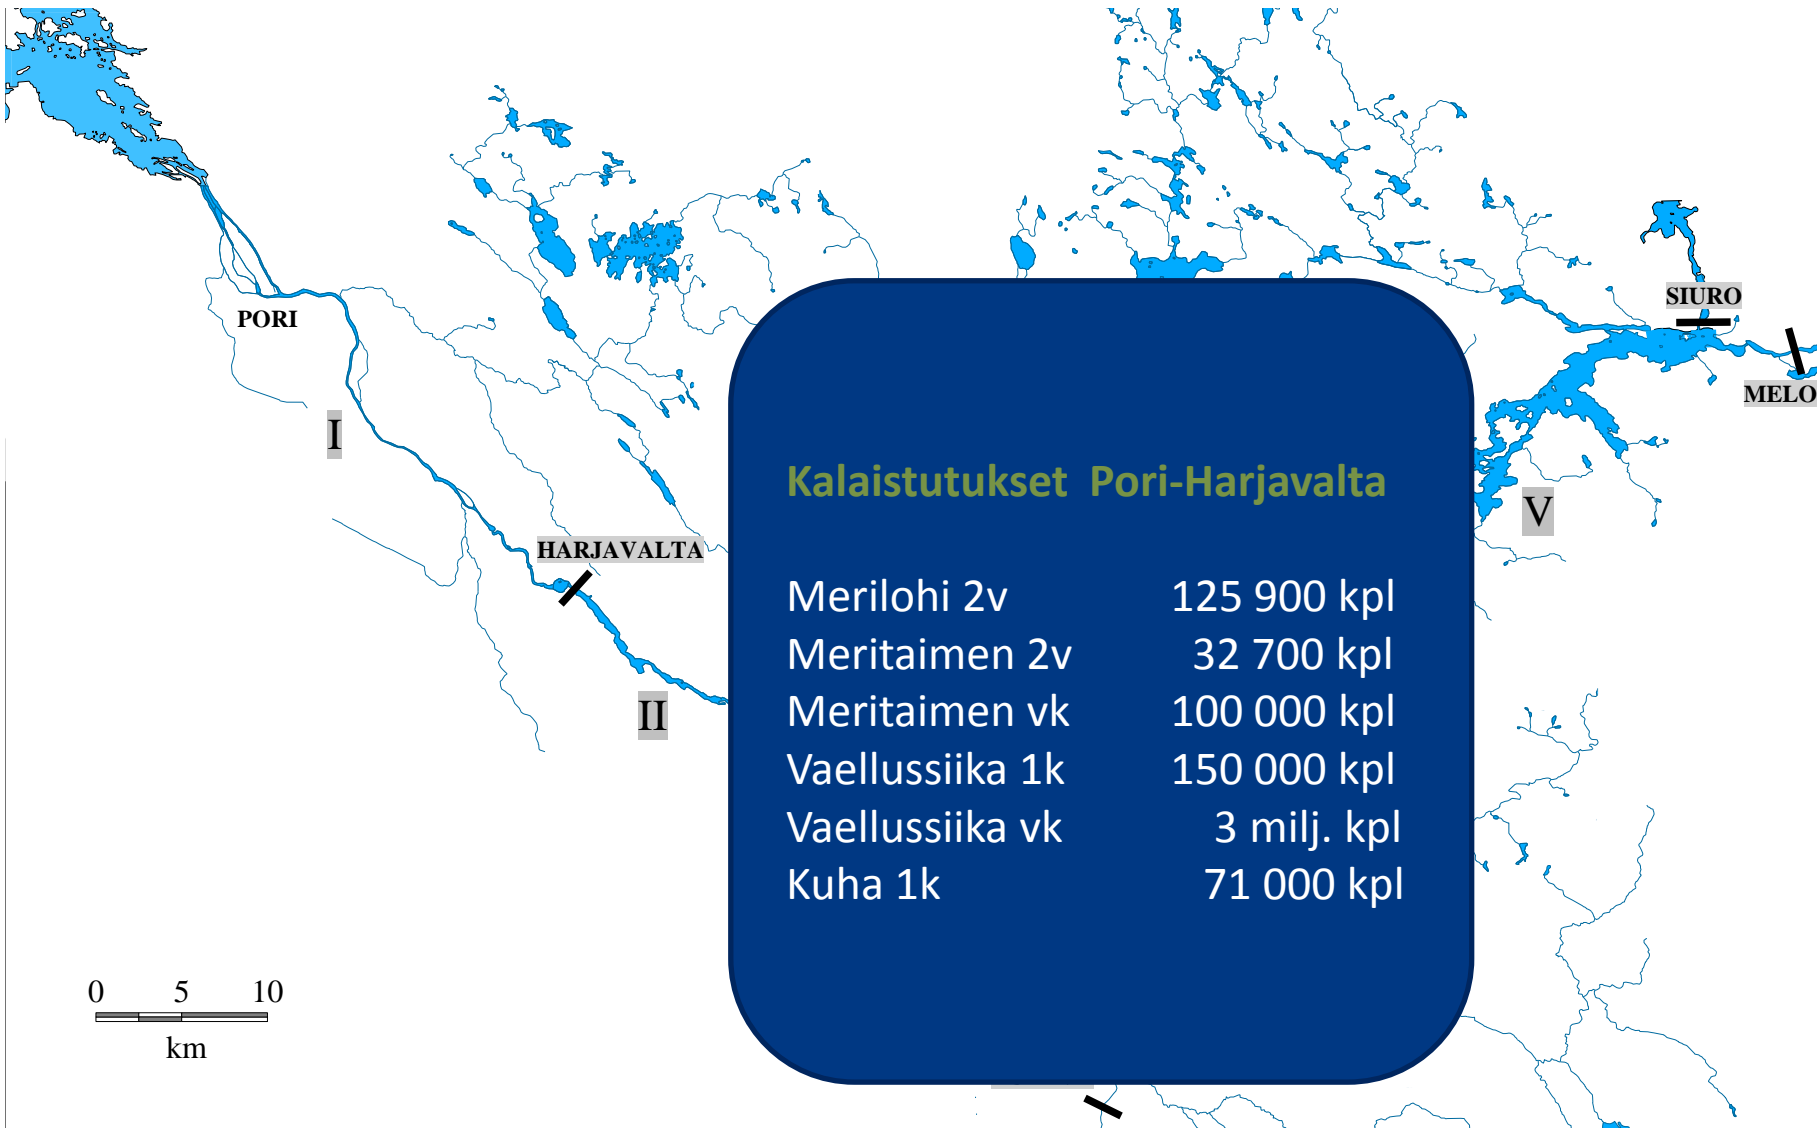 SIURO
PORI
MELO
I
Kalaistutukset Pori-Harjavalta
V
HARJAVALTA
Merilohi 2v 125 900 kpl
Meritaimen 2v 32 700 kpl
II
Meritaimen vk 100 000 kpl
Vaellussiika 1k 150 000 kpl
Vaellussiika vk 3 milj. kpl
Kuha 1k 71 000 kpl
0 5 10
km